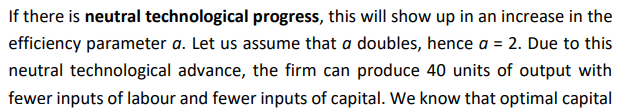 If there is neutral technological progress, this will show up in an increase in the
efficiency parameter a. Let us assume that a doubles, hence a = 2. Due to this
neutral technological advance, the firm can produce 40 units of output with
fewer inputs of labour and fewer inputs of capital. We know that optimal capital